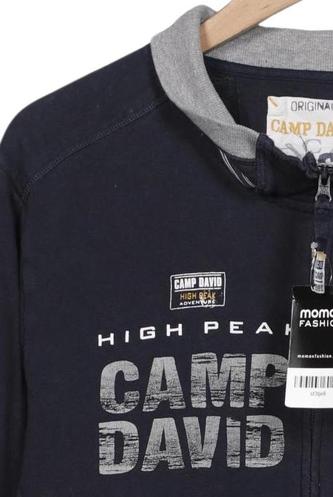 ORIGINAL
CAMP DA
CAMP DAVID
HIGH PEAK
ADVENTURE
HIGH PEAK
CAMP
DAVID
momo
FASHION
momoxfashion